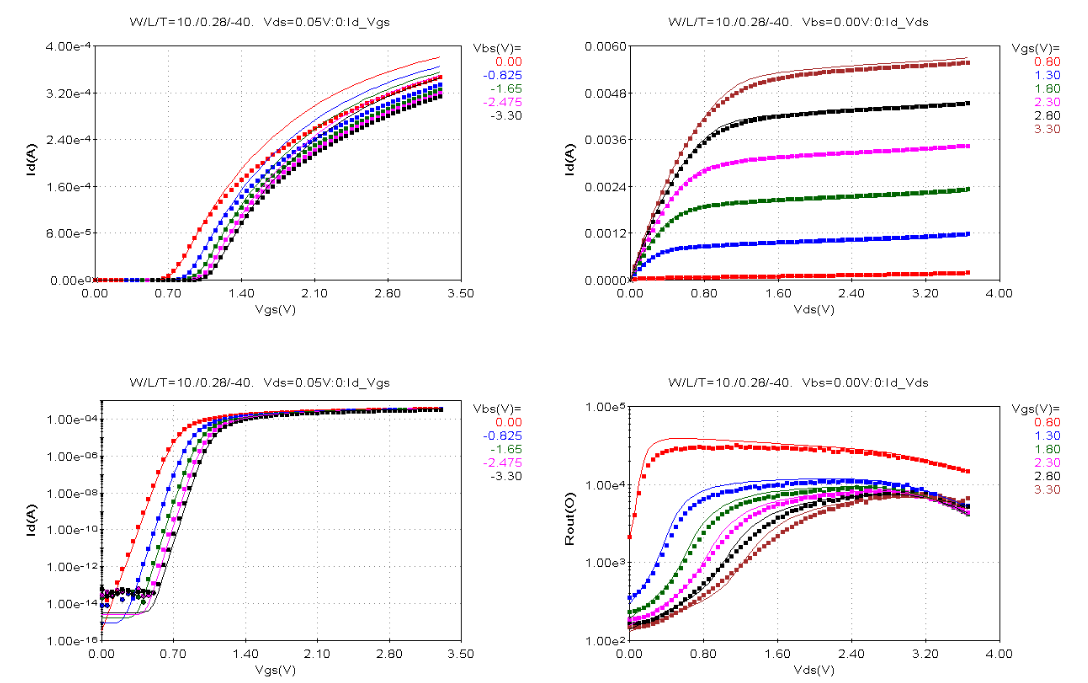 W/L/T=10./0.28/-40. Vds=0.05V:0:Id_Vgs
Vbs(V)=
0.00
-0.825
-1.65
-2.475
-3.30
Id(A)
4.00e-4
3.20e-4
2.40e-4
1.60e-4
8.00e-5
0.00e0
0.00 0.70 1.40 2.10 2.80 3.50
Vgs(V)
W/L/T=10./0.28/-40. Vbs=0.00V:0:Id_Vds
Vgs(V)=
0.80
1.30
1.80
2.30
2.80
3.30
Id(A)
0.0060
0.0048
0.0036
0.0024
0.0012
0.0000
0.00 0.80 1.60 2.40 3.20 4.00
Vds(V)
W/L/T=10./0.28/-40. Vds=0.05V:0:Id_Vgs
Vbs(V)=
0.00
-0.825
-1.65
-2.475
-3.30
Id(A)
1.00e-04
1.00e-06
1.00e-08
1.00e-10
1.00e-12
1.00e-14
1.00e-16
0.00 0.70 1.40 2.10 2.80 3.50
Vgs(V)
W/L/T=10./0.28/-40. Vbs=0.00V:0:Id_Vds
Vgs(V)=
0.80
1.30
1.80
2.30
2.80
3.30
Rout(O)
1.00e5
1.00e4
1.00e3
1.00e2
0.00 0.80 1.60 2.40 3.20 4.00
Vds(V)